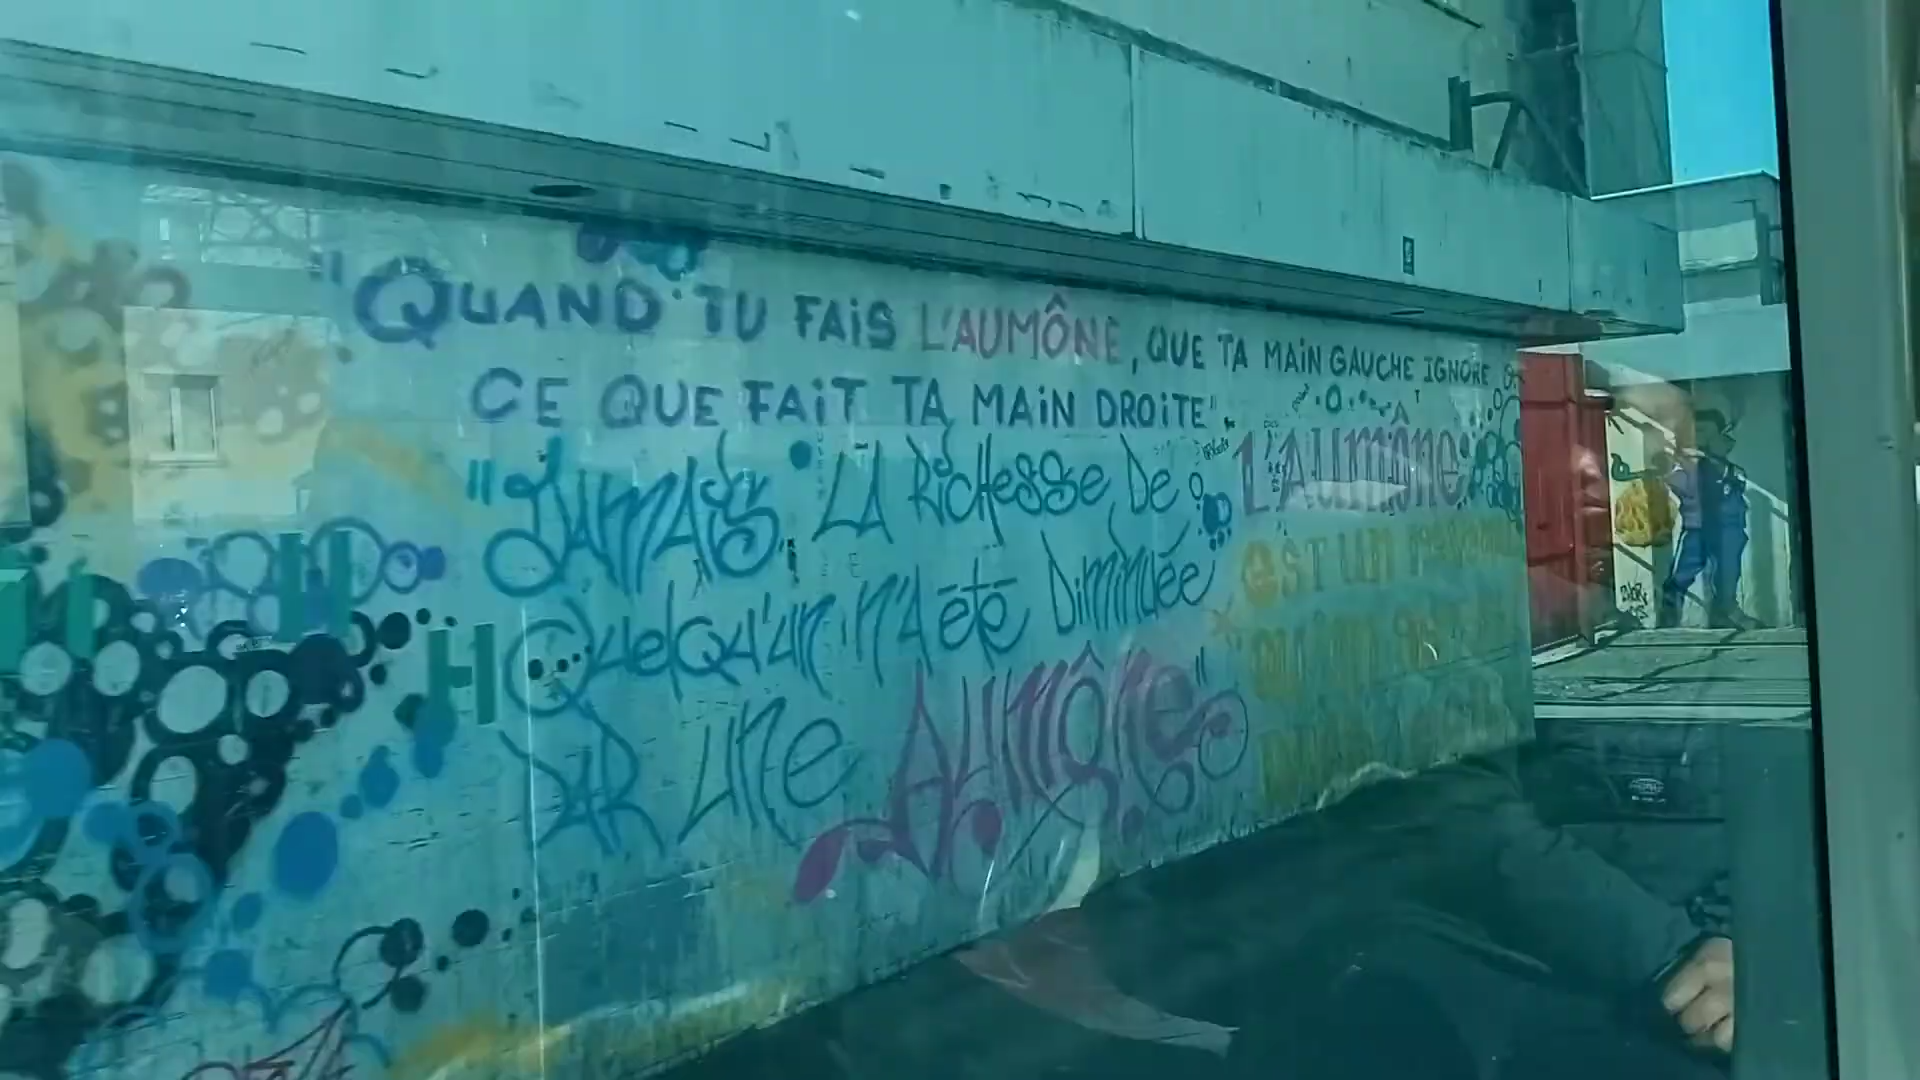 "QUAND TU FAiS L'AUMÔNE, QUE TA MAiN GAUCHE IGNORE
CE QUE FAiT TA MAiN DROiTE"
"JAMAiS LA RiCHesse De
Quelqu'un n'A été Diminuée
PAR une Aumône"
L'Aumône
esT un
H